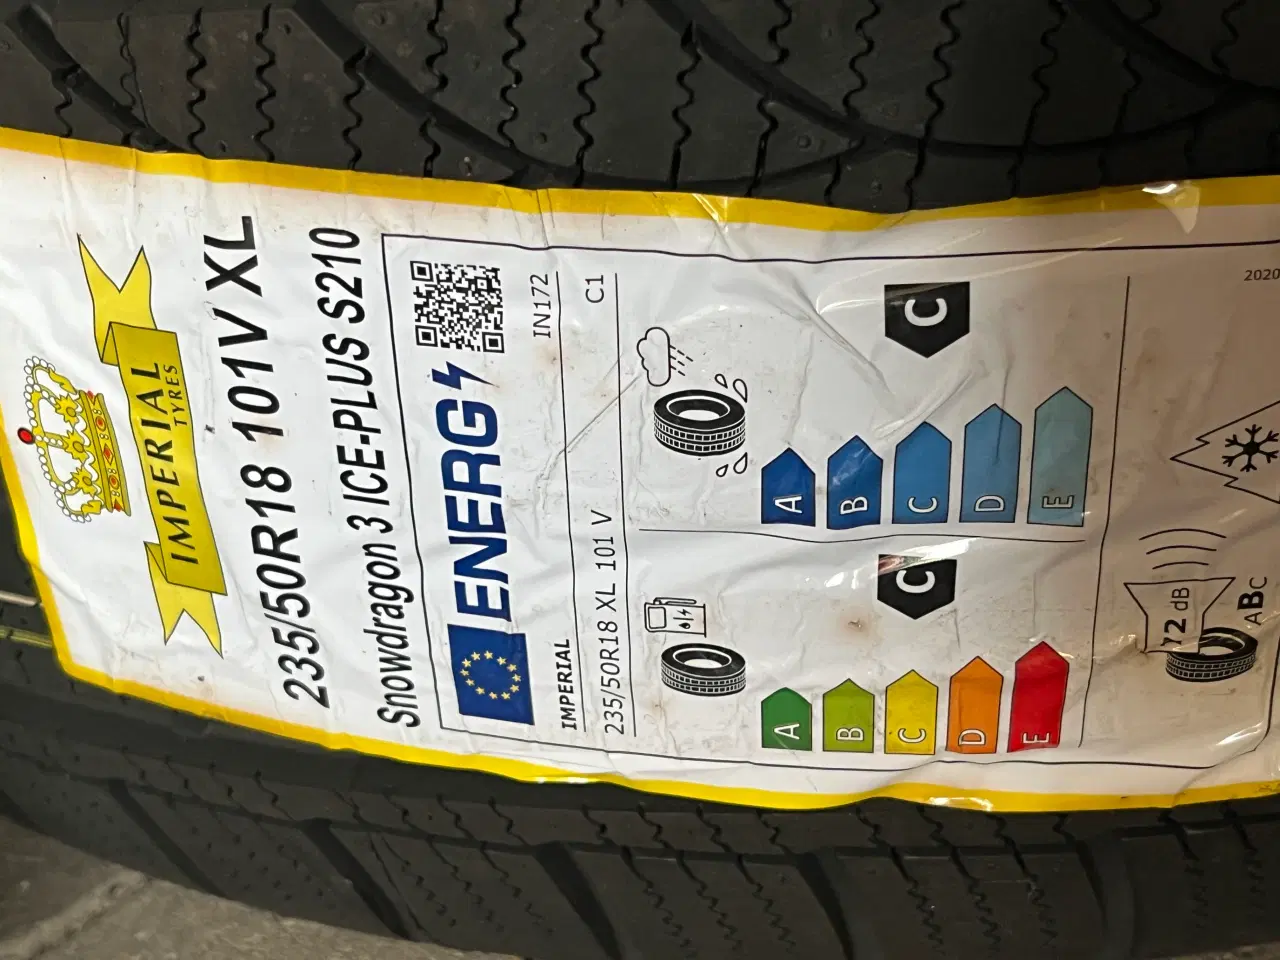 IMPERIAL
TYRES
235/50R18 101V XL
Snowdragon 3 ICE-PLUS S210
ENERG
IMPERIAL
IN172
235/50R18 XL 101 V
C1
A
B
C
D
E
C
A
B
C
D
E
C
72 dB
ABC
2020